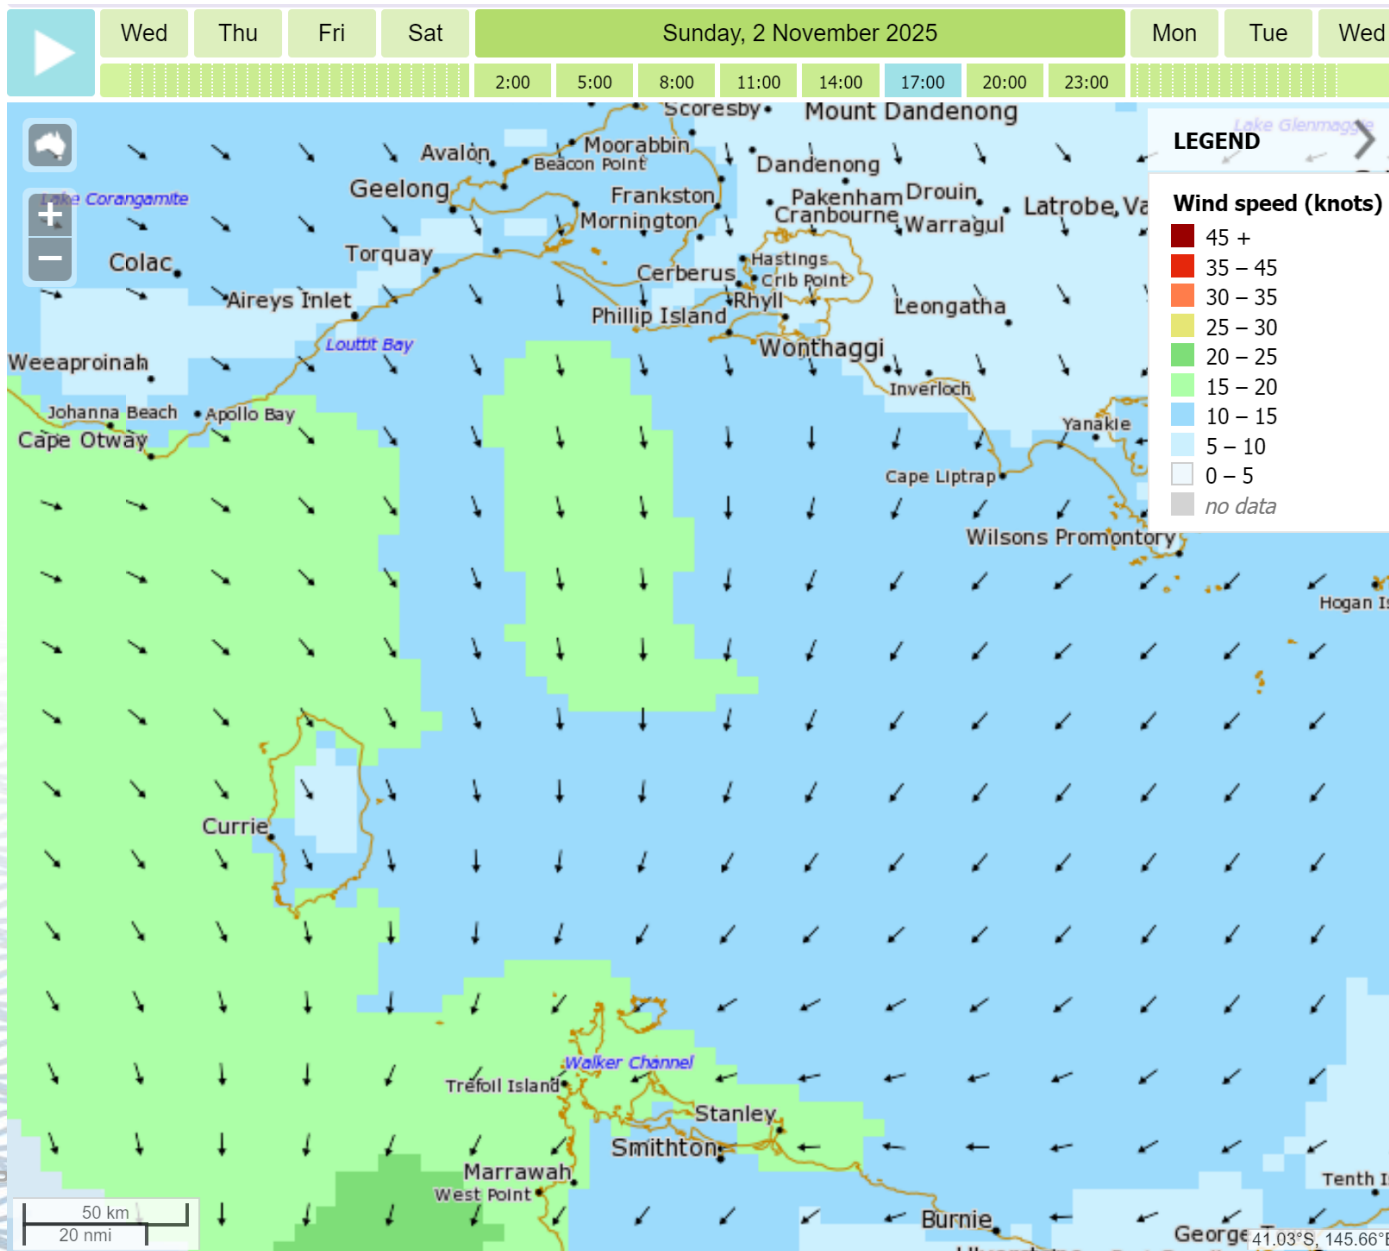 Wed Thu Fri Sat Sunday, 2 November 2025 Mon Tue Wed
2:00 5:00 8:00 11:00 14:00 17:00 20:00 23:00
Scoresby Mount Dandenong
Lake Glenmaggie
LEGEND
Avalon Moorabbin
Beacon Point Dandenong
Geelong Frankston Pakenham Drouin
Lake Corangamite
Mornington Cranbourne Warragul Latrobe, Va
Colac Torquay Cerberus Hastings
Crib Point
Aireys Inlet Phillip Island Rhyll Leongatha
Louttit Bay Wonthaggi
Weeaproinah
Inverloch
Johanna Beach Apollo Bay
Cape Otway Yanakie
Cape Liptrap
Wilsons Promontory
Wind speed (knots)
45 +
35 – 45
30 – 35
25 – 30
20 – 25
15 – 20
10 – 15
5 – 10
0 – 5
no data
Hogan Is
Currie
Walker Channel
Trefoil Island
Stanley
Smithton
Marrawah
West Point
Tenth I
Burnie
George
50 km
20 nmi
41.03°S, 145.66°E